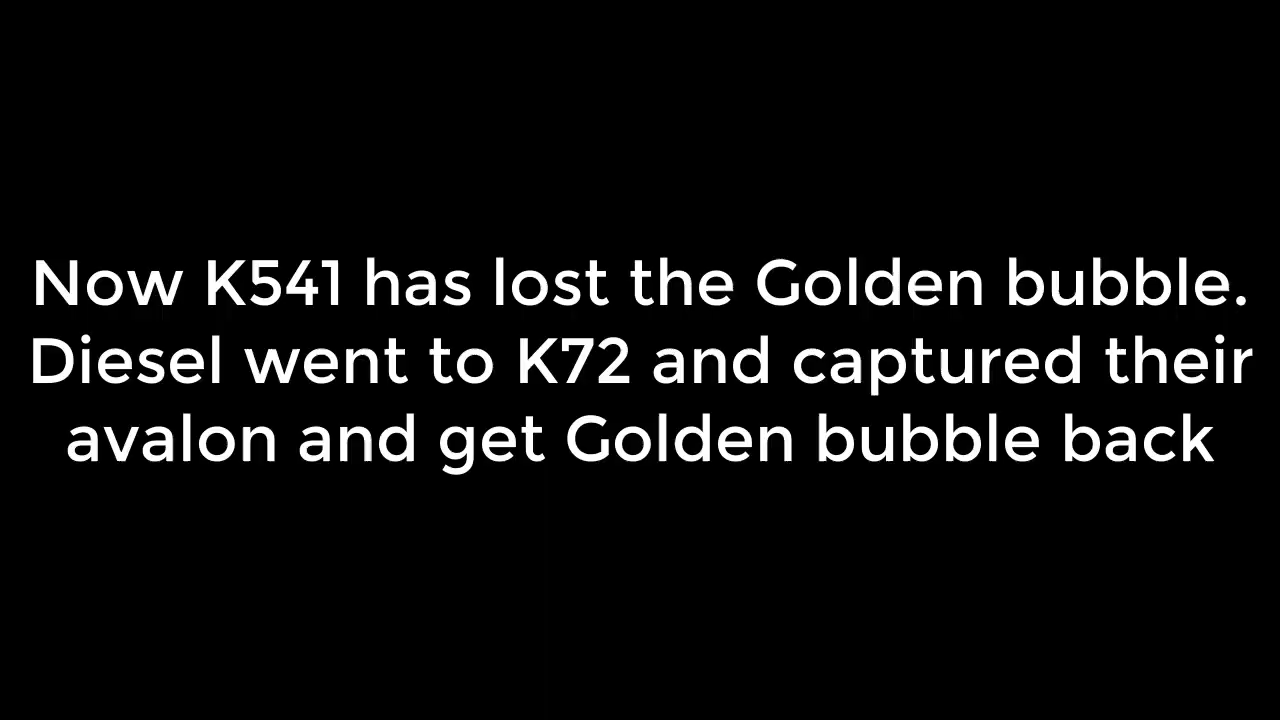 Now K541 has lost the Golden bubble.
Diesel went to K72 and captured their
avalon and get Golden bubble back